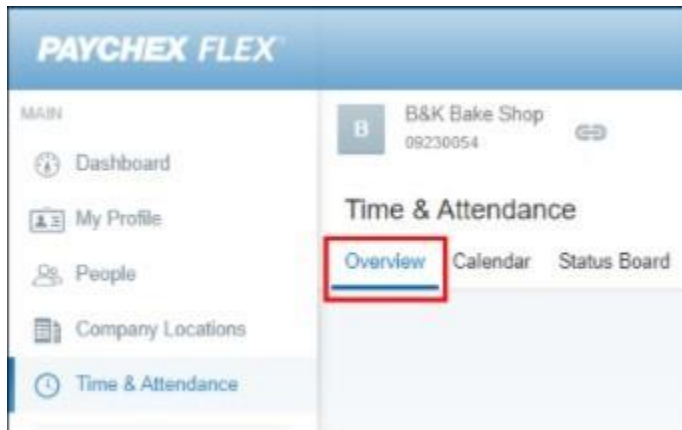 PAYCHEX FLEX
MAIN
Dashboard
My Profile
People
Company Locations
Time & Attendance
B
B&K Bake Shop
09230054
Time & Attendance
Overview Calendar Status Board